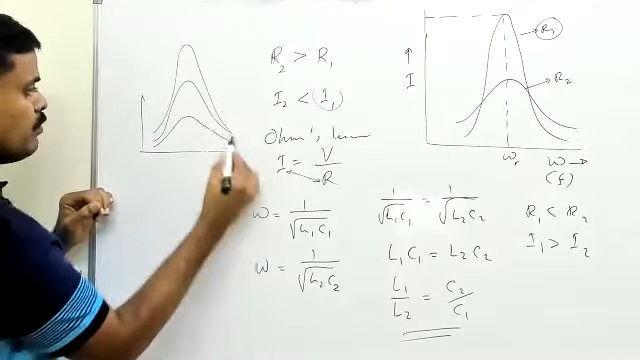 R₂ > R₁
I₂ < I₁
Ohm's law
I = V/R
ω = 1/√L₁C₁
ω = 1/√L₂C₂
↑
I
R₁
R₂
ωᵣ
ω →
(f)
1/√L₁C₁ = 1/√L₂C₂
L₁C₁ = L₂C₂
L₁/L₂ = C₂/C₁
R₁ < R₂
I₁ > I₂